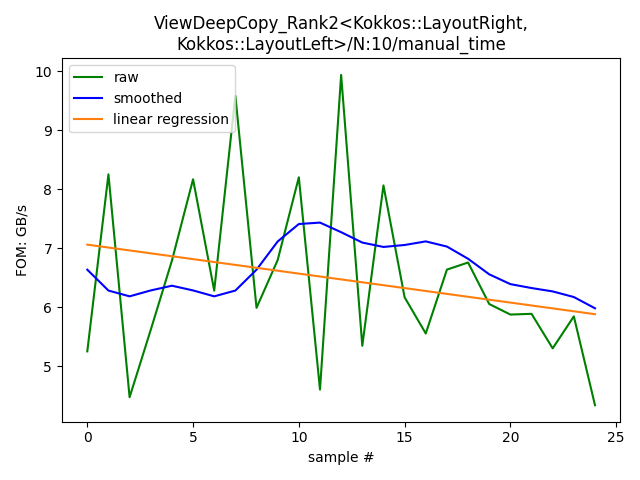 ViewDeepCopy_Rank2<Kokkos::LayoutRight,
Kokkos::LayoutLeft>/N:10/manual_time
raw
smoothed
linear regression
FOM: GB/s
10
9
8
7
6
5
0
5
10
15
20
25
sample #